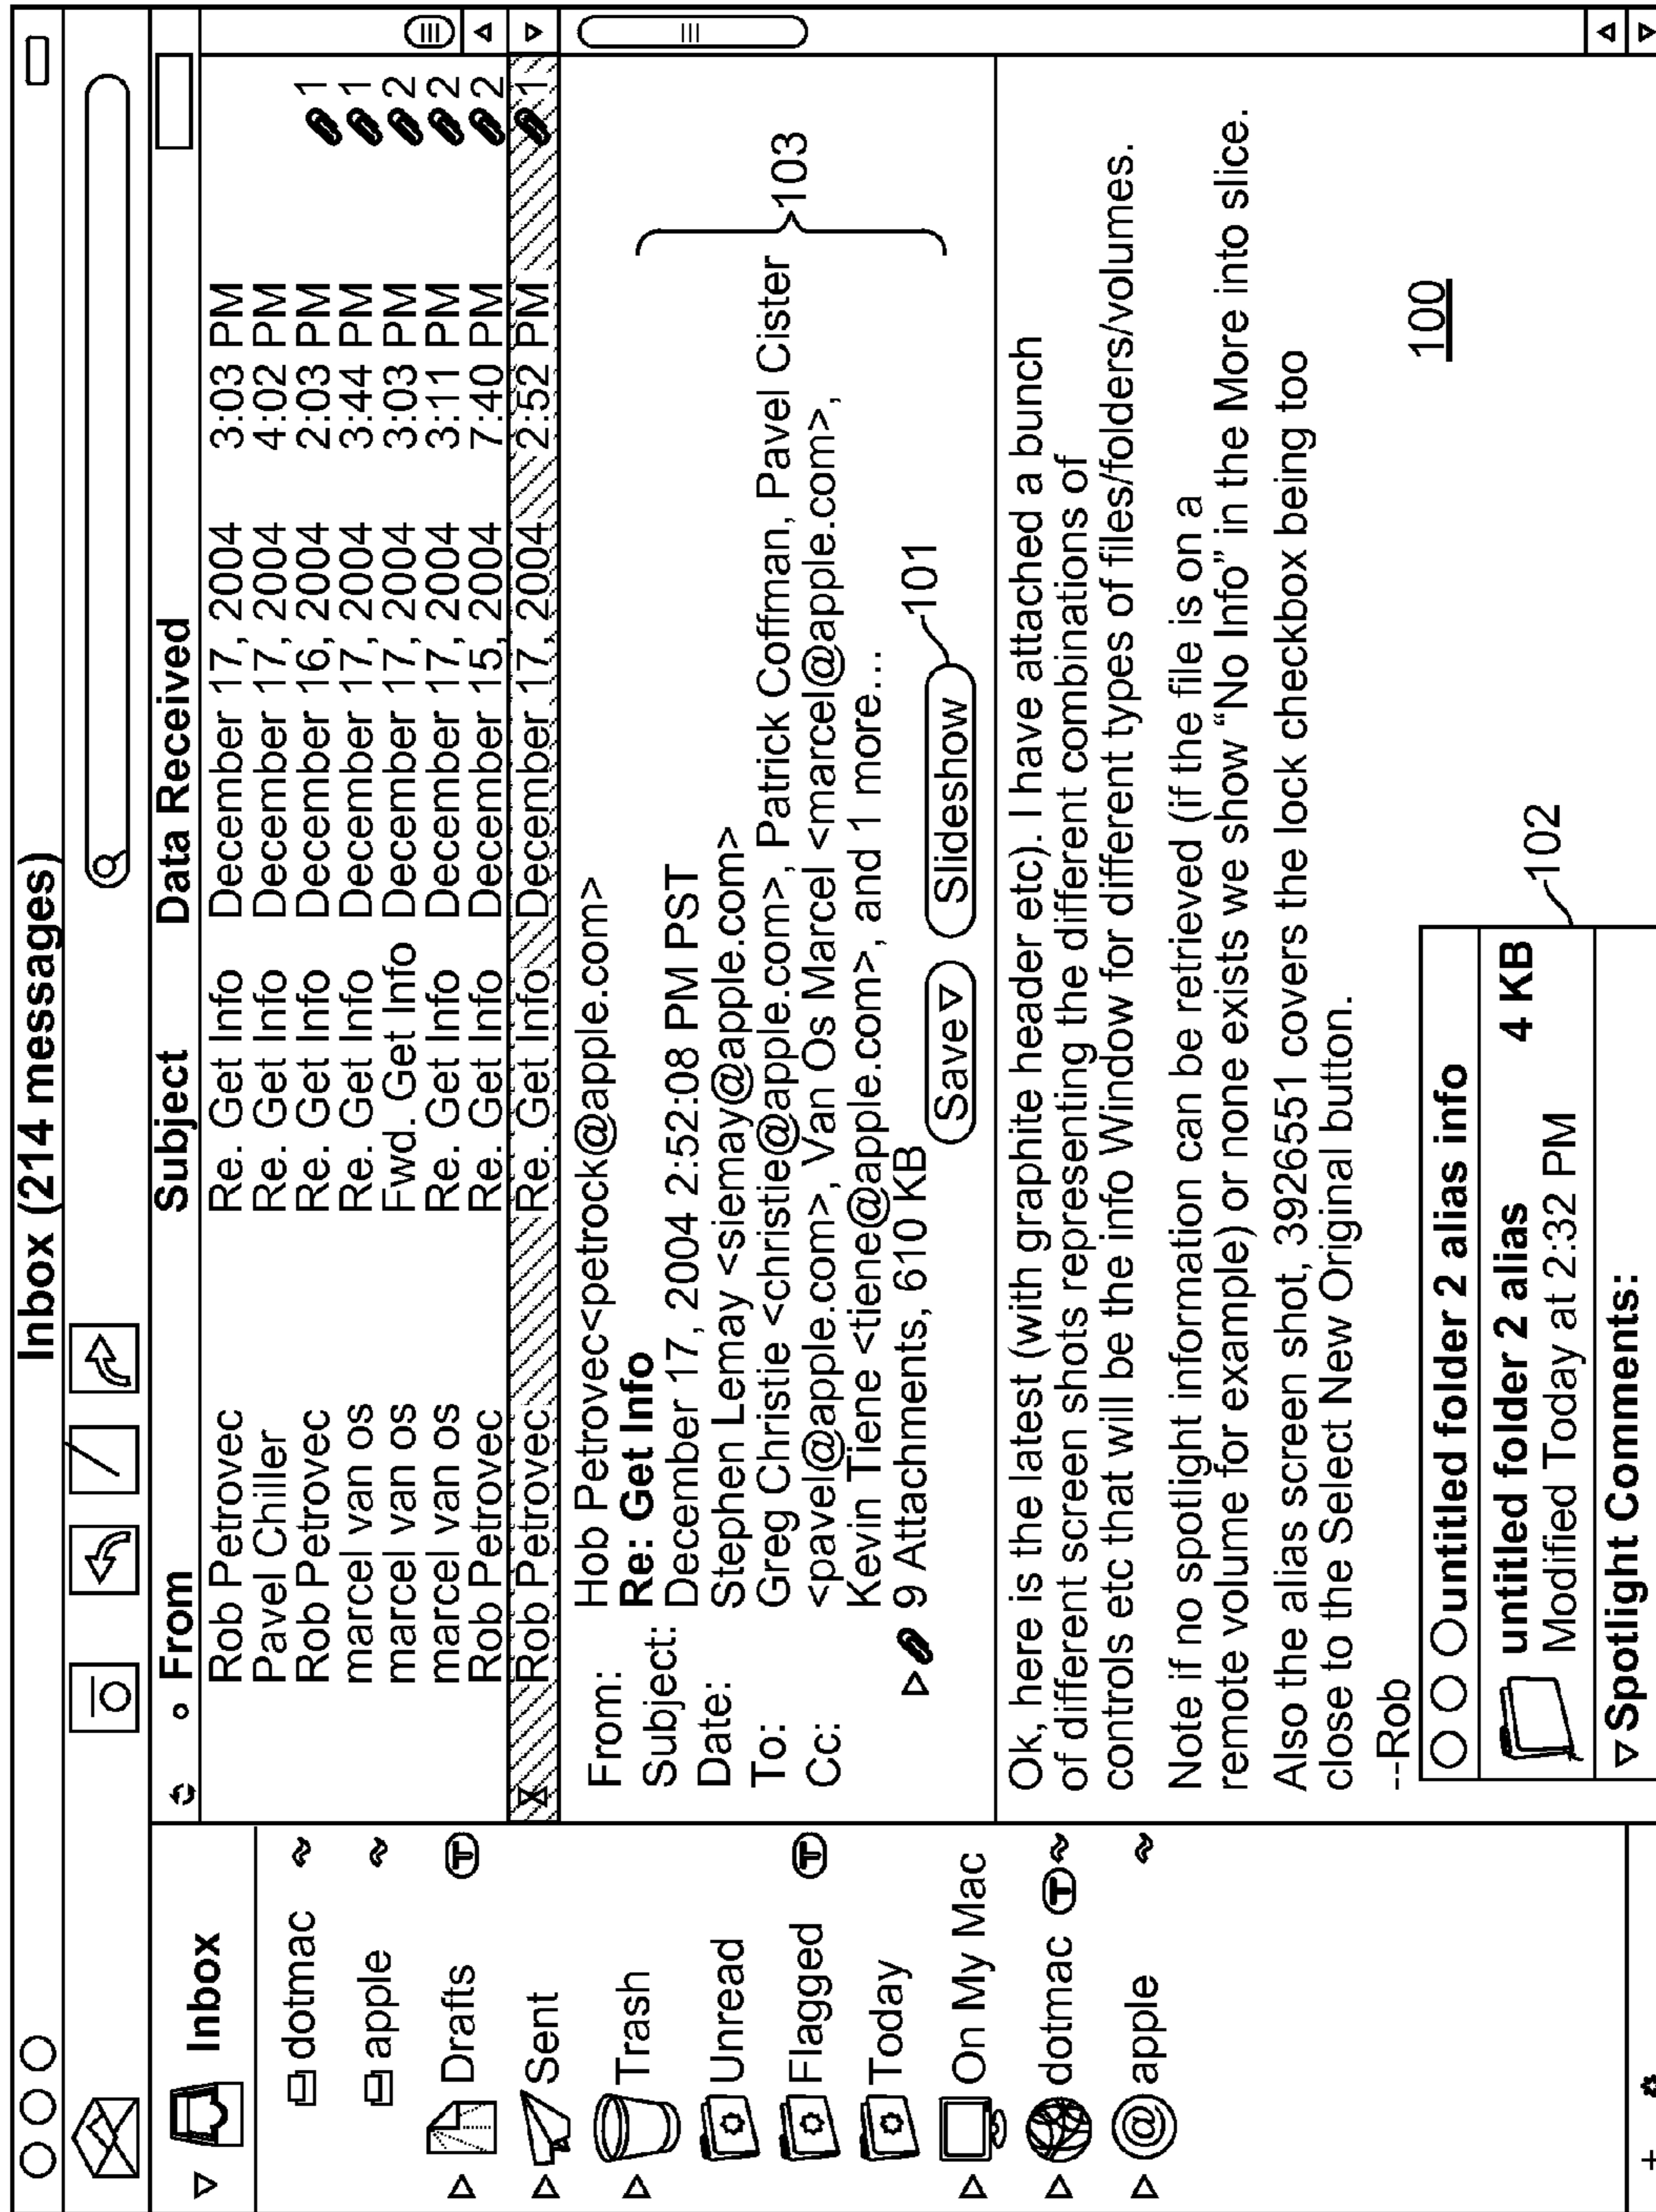 Inbox (214 messages)
From Subject Data Received
Rob Petrovec Re. Get Info December 17, 2004 3:03 PM
Pavel Chiller Re. Get Info December 17, 2004 4:02 PM
Rob Petrovec Re. Get Info December 16, 2004 2:03 PM 1
marcel van os Re. Get Info December 17, 2004 3:44 PM 1
marcel van os Fwd. Get Info December 17, 2004 3:03 PM 2
marcel van os Re. Get Info December 17, 2004 3:11 PM 2
Rob Petrovec Re. Get Info December 15, 2004 7:40 PM 2
X Rob Petrovec Re. Get Info December 17, 2004 2:52 PM 1
Inbox
dotmac
apple
T
Drafts
Sent
Trash
Unread
Flagged T
Today
On My Mac
dotmac T
@ apple
+
From: Hob Petrovec<petrock@apple.com>
Subject: Re: Get Info
Date: December 17, 2004 2:52:08 PM PST
To: Stephen Lemay <siemay@apple.com>
Cc: Greg Christie <christie@apple.com>, Patrick Coffman, Pavel Cister
<pavel@apple.com>, Van Os Marcel <marcel@apple.com>,
Kevin Tiene <tiene@apple.com>, and 1 more...
9 Attachments, 610 KB Save Slideshow
101
103
Ok, here is the latest (with graphite header etc). I have attached a bunch
of different screen shots representing the different combinations of
controls etc that will be the info Window for different types of files/folders/volumes.
Note if no spotlight information can be retrieved (if the file is on a
remote volume for example) or none exists we show “No Info” in the More into slice.
Also the alias screen shot, 3926551 covers the lock checkbox being too
close to the Select New Original button.
--Rob
untitled folder 2 alias info
untitled folder 2 alias 4 KB
Modified Today at 2:32 PM
Spotlight Comments:
102
100